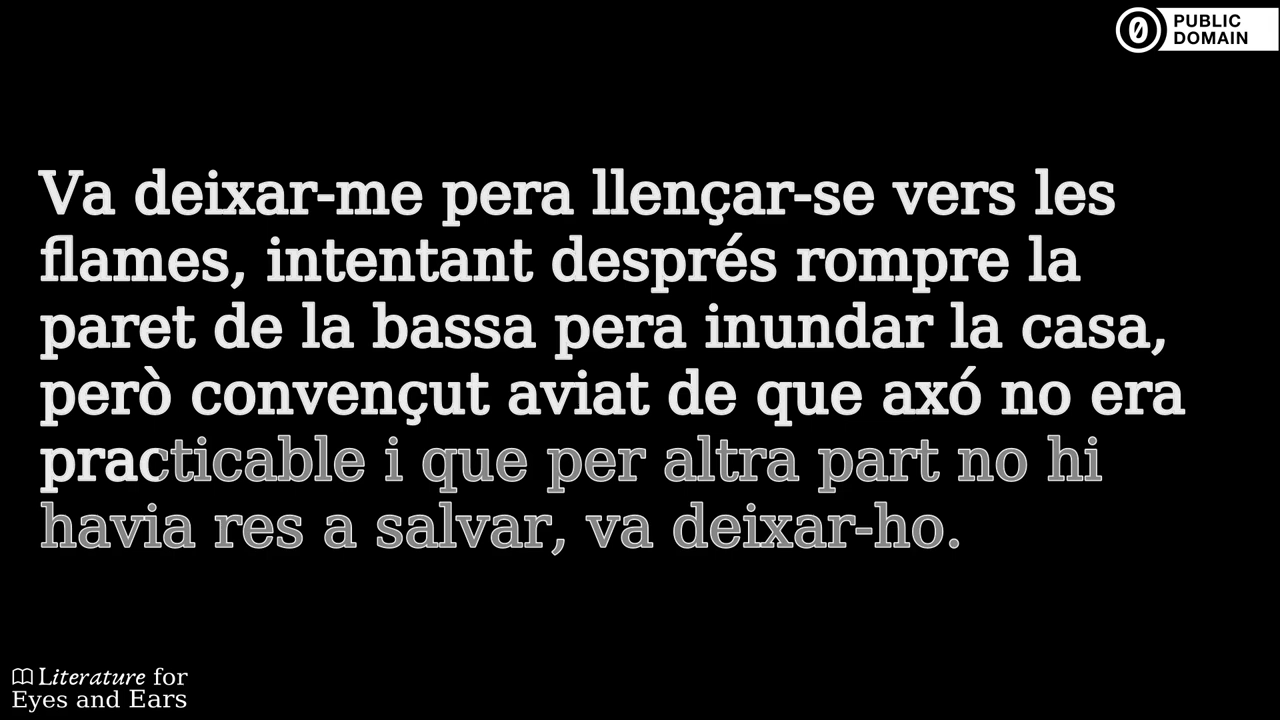 PUBLIC
DOMAIN
Va deixar-me pera llençar-se vers les
flames, intentant després rompre la
paret de la bassa pera inundar la casa,
però convençut aviat de que axó no era
practicable i que per altra part no hi
havia res a salvar, va deixar-ho.
Literature for
Eyes and Ears